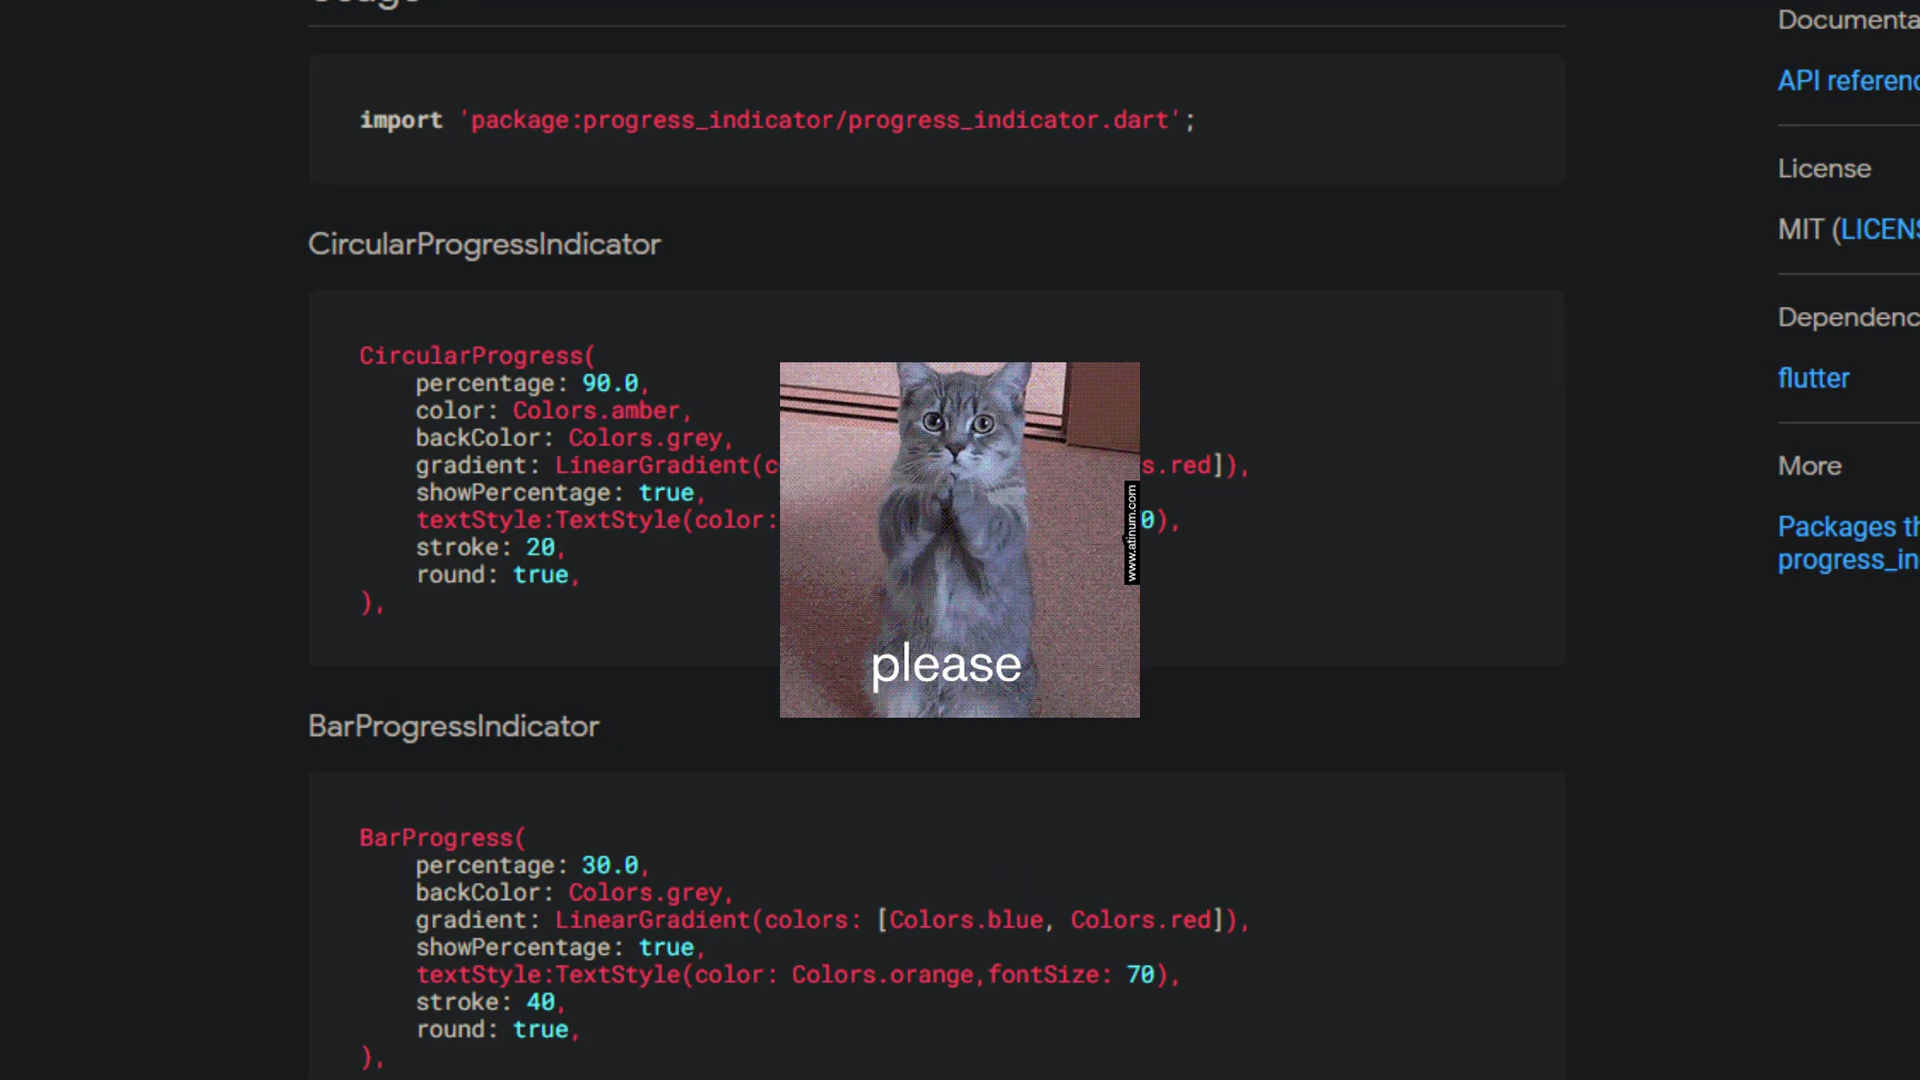 import 'package:progress_indicator/progress_indicator.dart';
CircularProgressIndicator
CircularProgress(
percentage: 90.0,
color: Colors.amber,
backColor: Colors.grey,
gradient: LinearGradient(c s.red]),
showPercentage: true,
textStyle:TextStyle(color: 0),
stroke: 20,
round: true,
),
please
www.atinum.com
BarProgressIndicator
BarProgress(
percentage: 30.0,
backColor: Colors.grey,
gradient: LinearGradient(colors: [Colors.blue, Colors.red]),
showPercentage: true,
textStyle:TextStyle(color: Colors.orange,fontSize: 70),
stroke: 40,
round: true,
),
Documenta
API referenc
License
MIT (LICENS
Dependenc
flutter
More
Packages th
progress_in